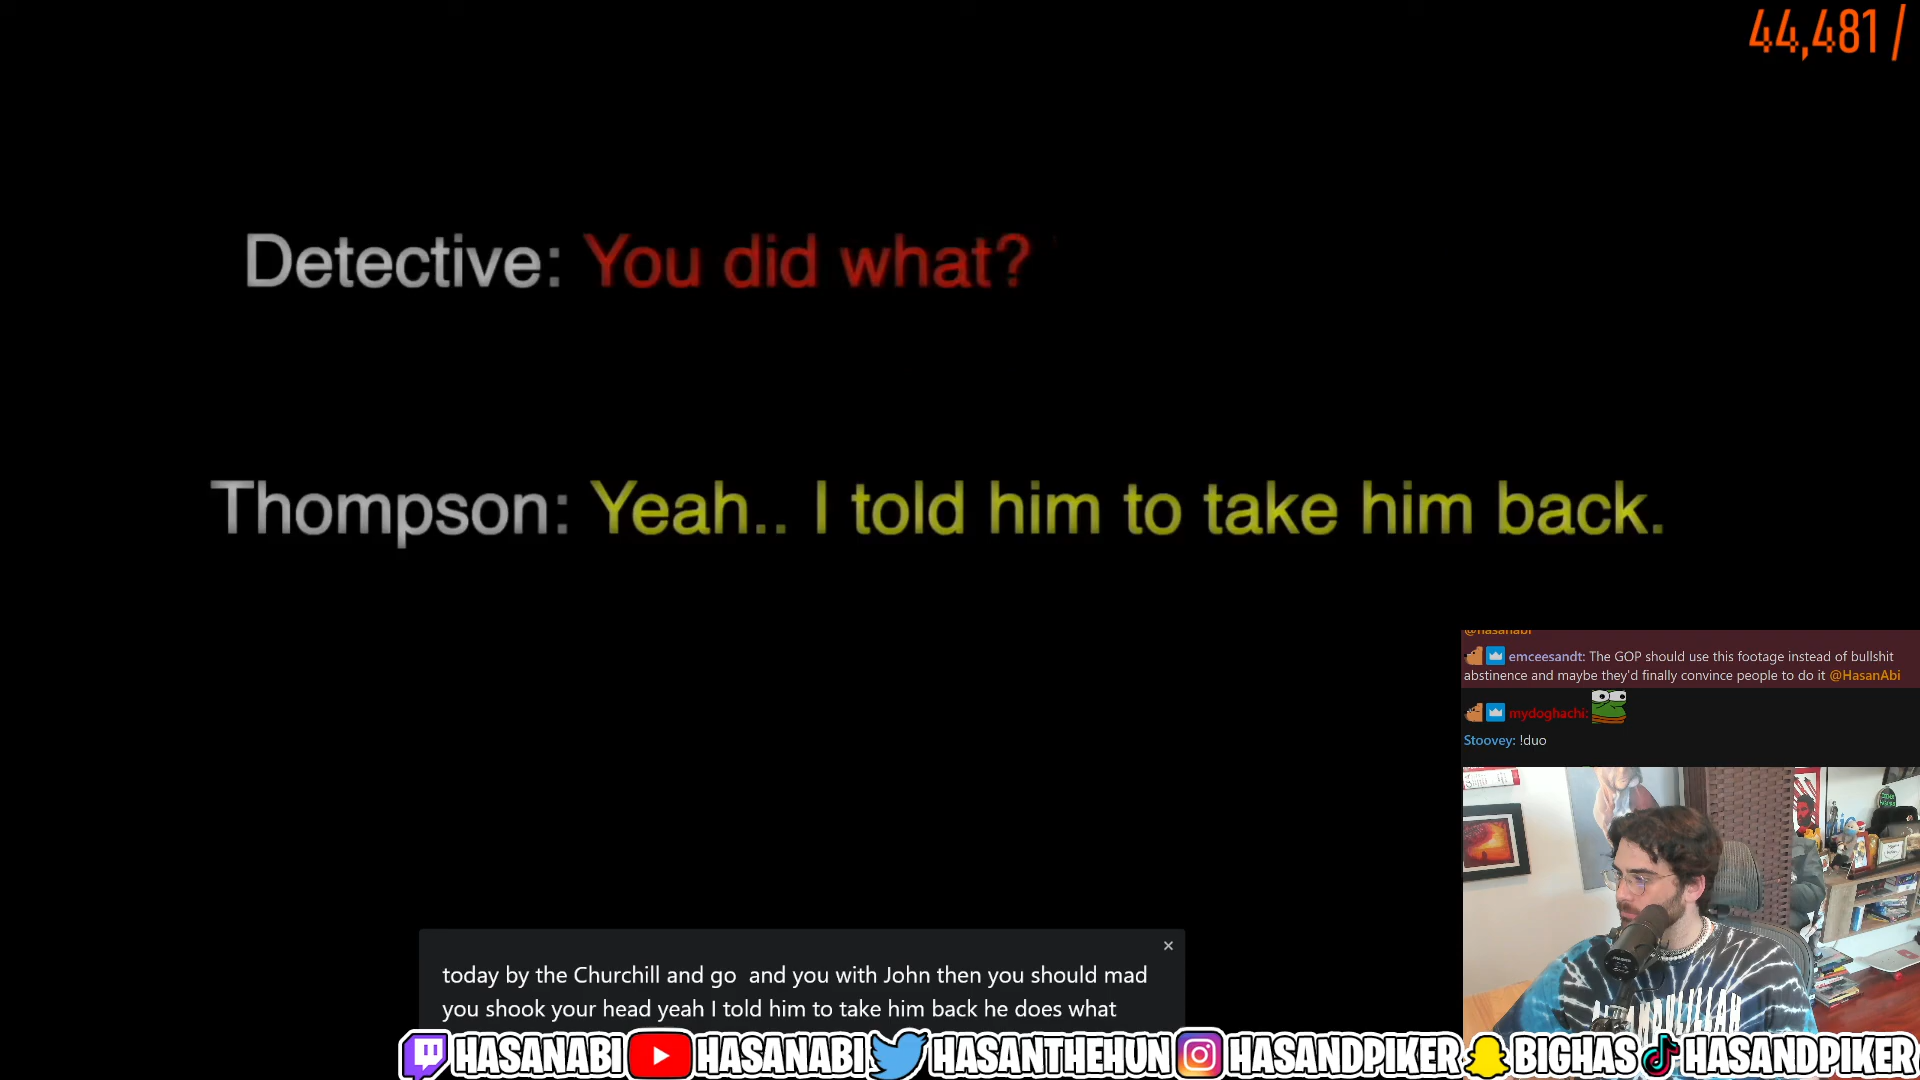 44,481 /
Detective: You did what?
Thompson: Yeah.. I told him to take him back.
@hasanabi
emceesandt: The GOP should use this footage instead of bullshit
abstinence and maybe they'd finally convince people to do it @HasanAbi
mydoghachi:
Stoovey: !duo
today by the Churchill and go and you with John then you should mad
you shook your head yeah I told him to take him back he does what
HASANABI HASANABI HASANTHEHUN HASANDPIKER BIGHAS HASANDPIKER